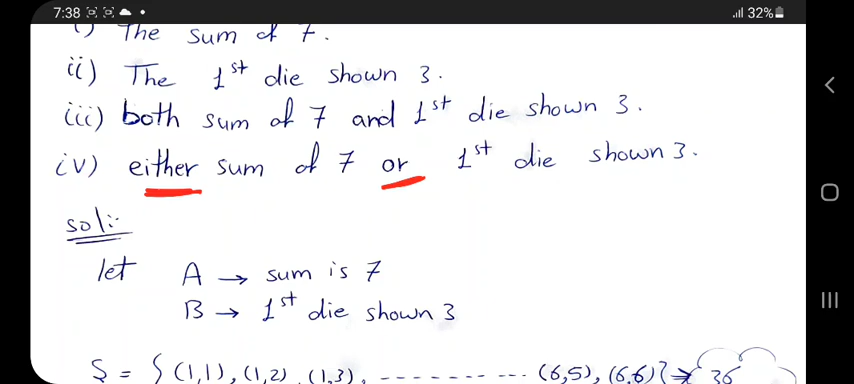 7:38 32%
i) The sum of 7.
ii) The 1st die shown 3.
iii) both sum of 7 and 1st die shown 3.
iv) either sum of 7 or 1st die shown 3.
sol:-
let A → sum is 7
B → 1st die shown 3
S = {(1,1), (1,2), (1,3), --------- (6,5), (6,6)} → 36